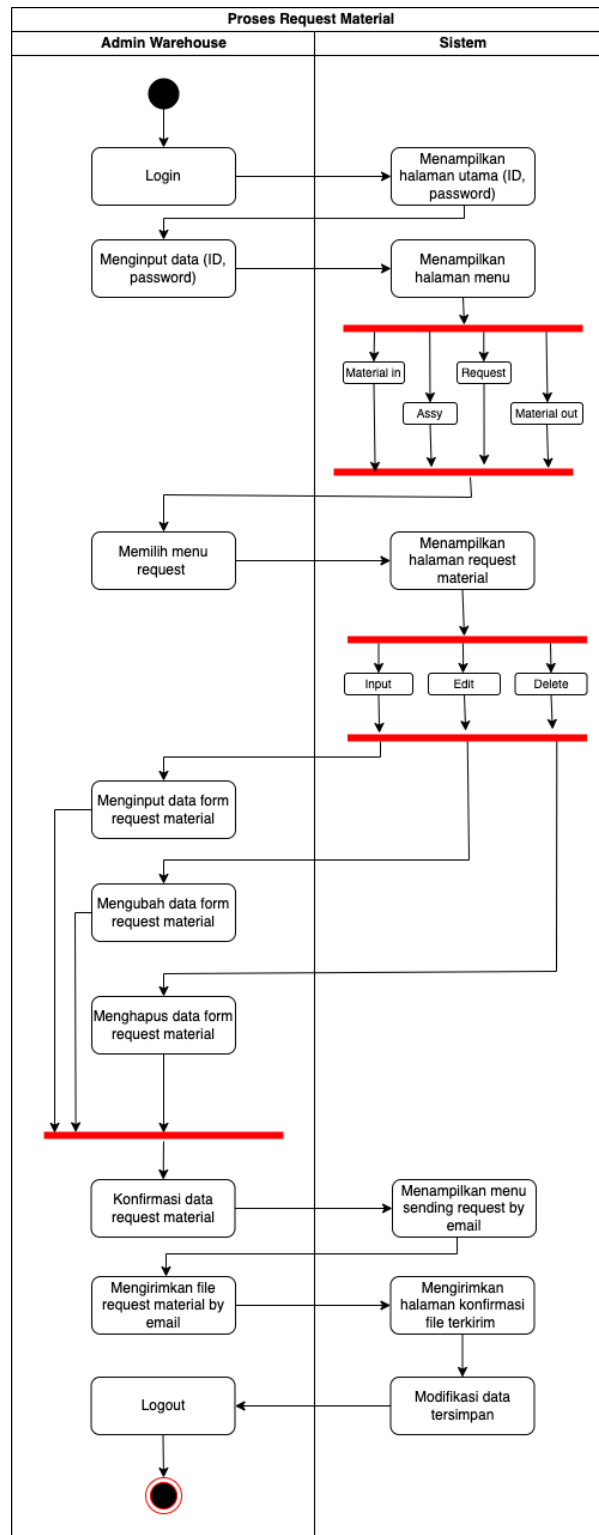 Proses Request Material
Admin Warehouse
Sistem
Login
Menampilkan
halaman utama (ID,
password)
Menginput data (ID,
password)
Menampilkan
halaman menu
Material in
Request
Assy
Material out
Memilih menu
request
Menampilkan
halaman request
material
Input
Edit
Delete
Menginput data form
request material
Mengubah data form
request material
Menghapus data form
request material
Konfirmasi data
request material
Menampilkan menu
sending request by
email
Mengirimkan file
request material by
email
Mengirimkan
halaman konfirmasi
file terkirim
Logout
Modifikasi data
tersimpan